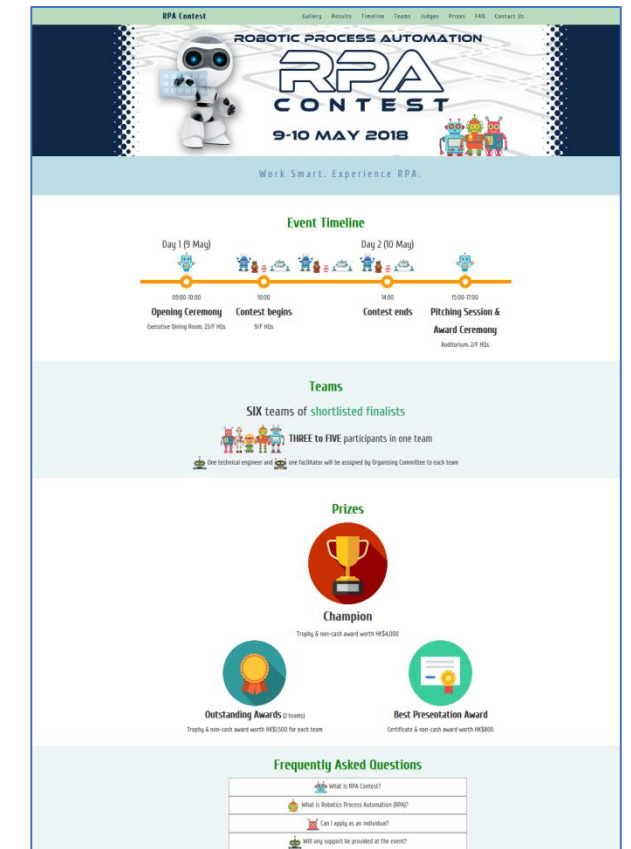 RPA Contest
Gallery Results Timeline Teams Judges Prizes FAQ Contact Us
ROBOTIC PROCESS AUTOMATION
RPA
CONTEST
9-10 MAY 2018
Work Smart. Experience RPA.
Event Timeline
Day 1 (9 May) Day 2 (10 May)
09:00-10:00 10:00 14:00 15:00-17:00
Opening Ceremony Contest begins Contest ends Pitching Session &
Award Ceremony
Executive Dining Room, 23/F HQs 9/F HQs
Auditorium, 2/F HQs
Teams
SIX teams of shortlisted finalists
THREE to FIVE participants in one team
One technical engineer and one facilitator will be assigned by Organising Committee to each team
Prizes
Champion
Trophy & non-cash award worth HK$4,000
Outstanding Awards (2 teams) Best Presentation Award
Trophy & non-cash award worth HK$1,500 for each team Certificate & non-cash award worth HK$800
Frequently Asked Questions
What is RPA Contest?
What is Robotics Process Automation (RPA)?
Can I apply as an individual?
Will any support be provided at the event?